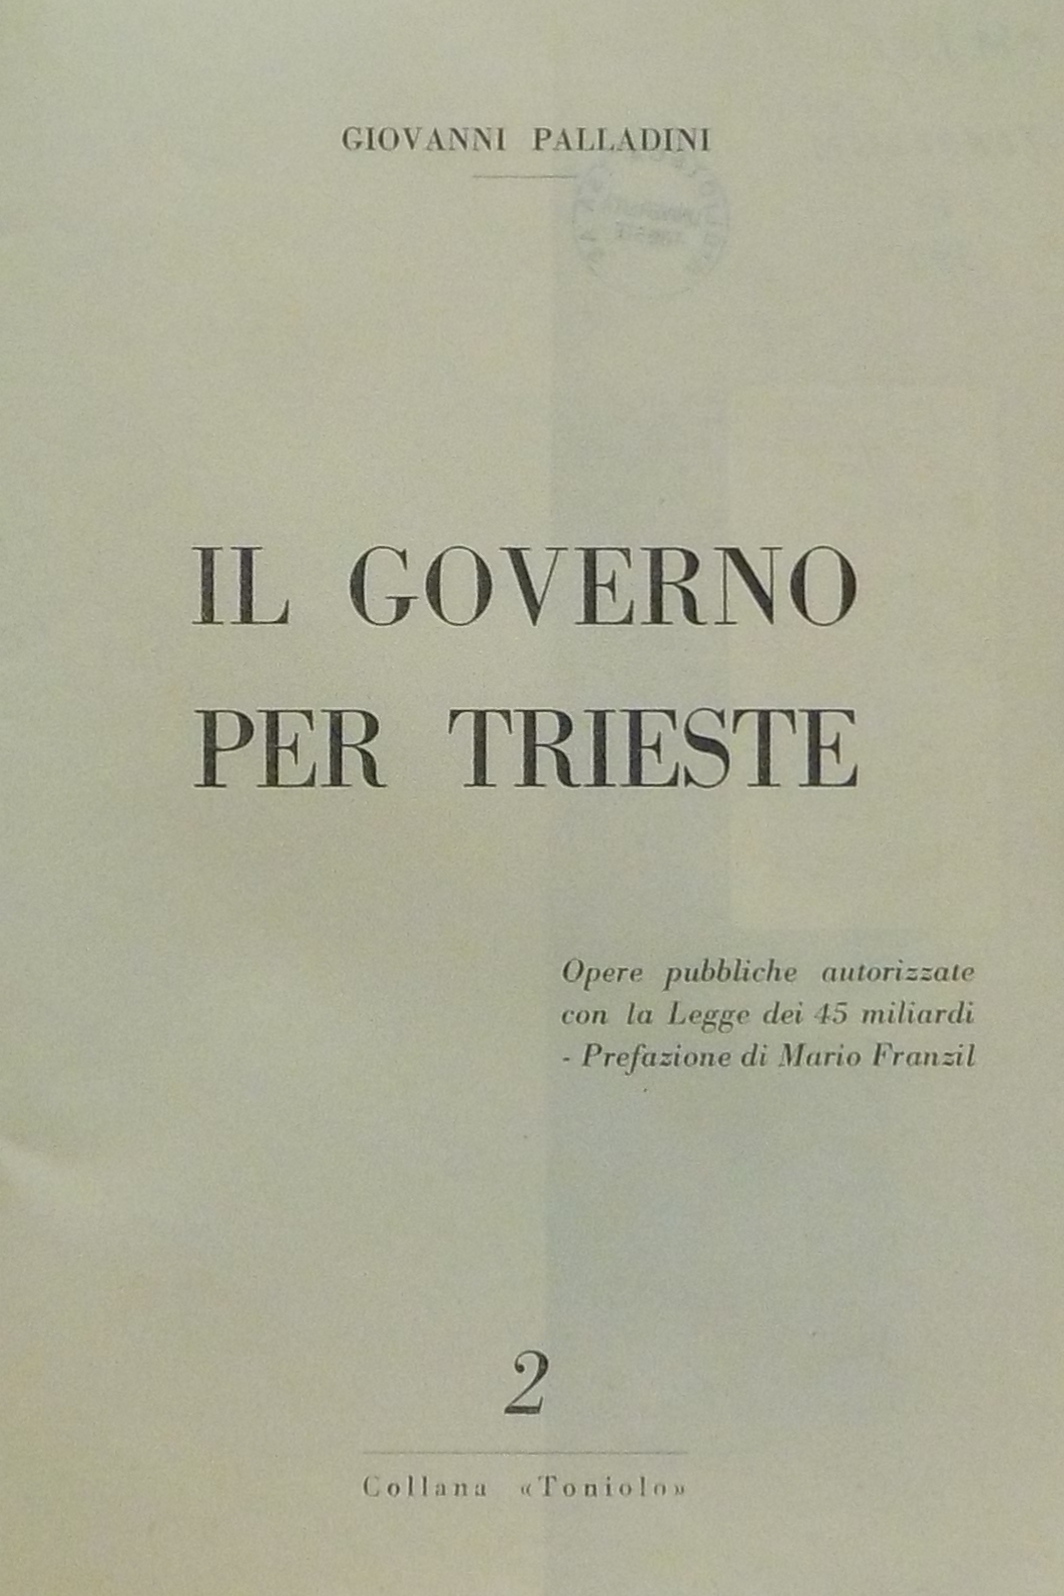 GIOVANNI PALLADINI
IL GOVERNO
PER TRIESTE
Opere pubbliche autorizzate
con la Legge dei 45 miliardi
- Prefazione di Mario Franzil
2
Collana «Toniolo»